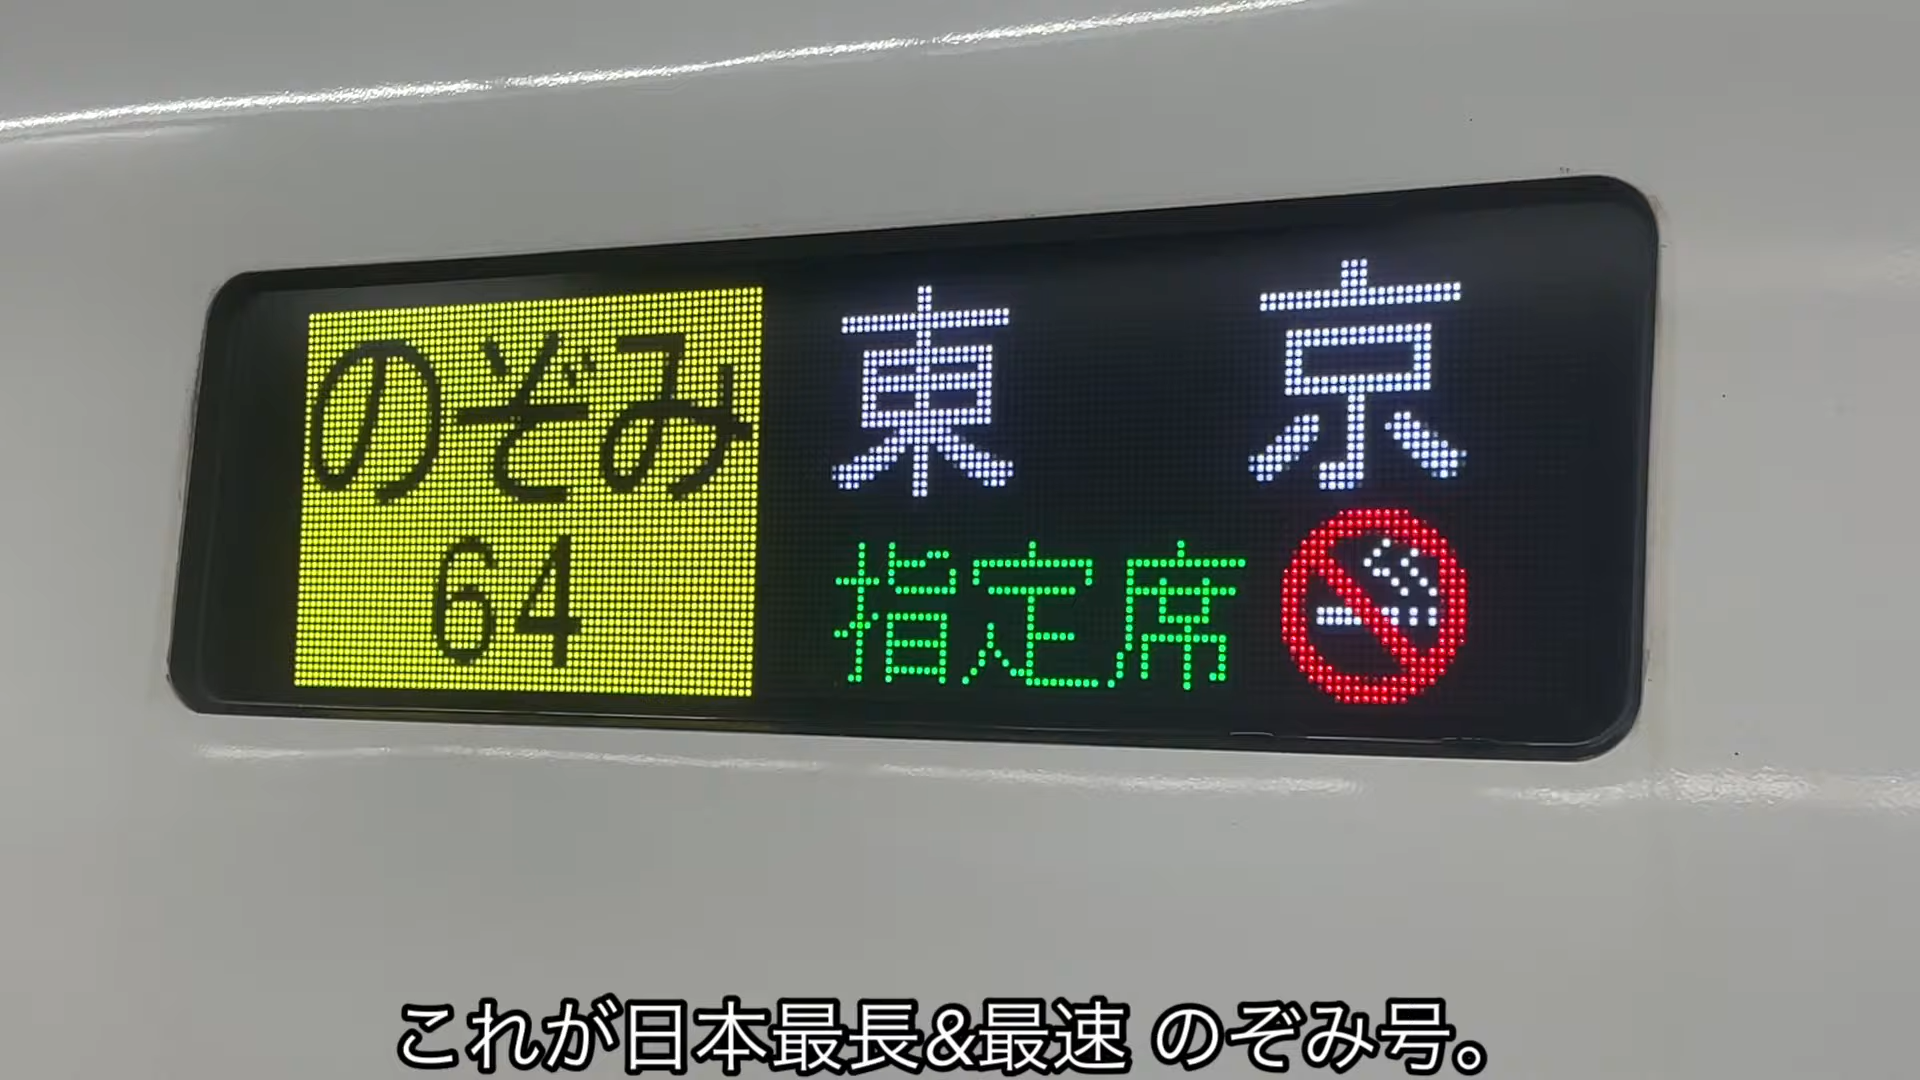 のぞみ 東京
64 指定席
これが日本最長&最速 のぞみ号。